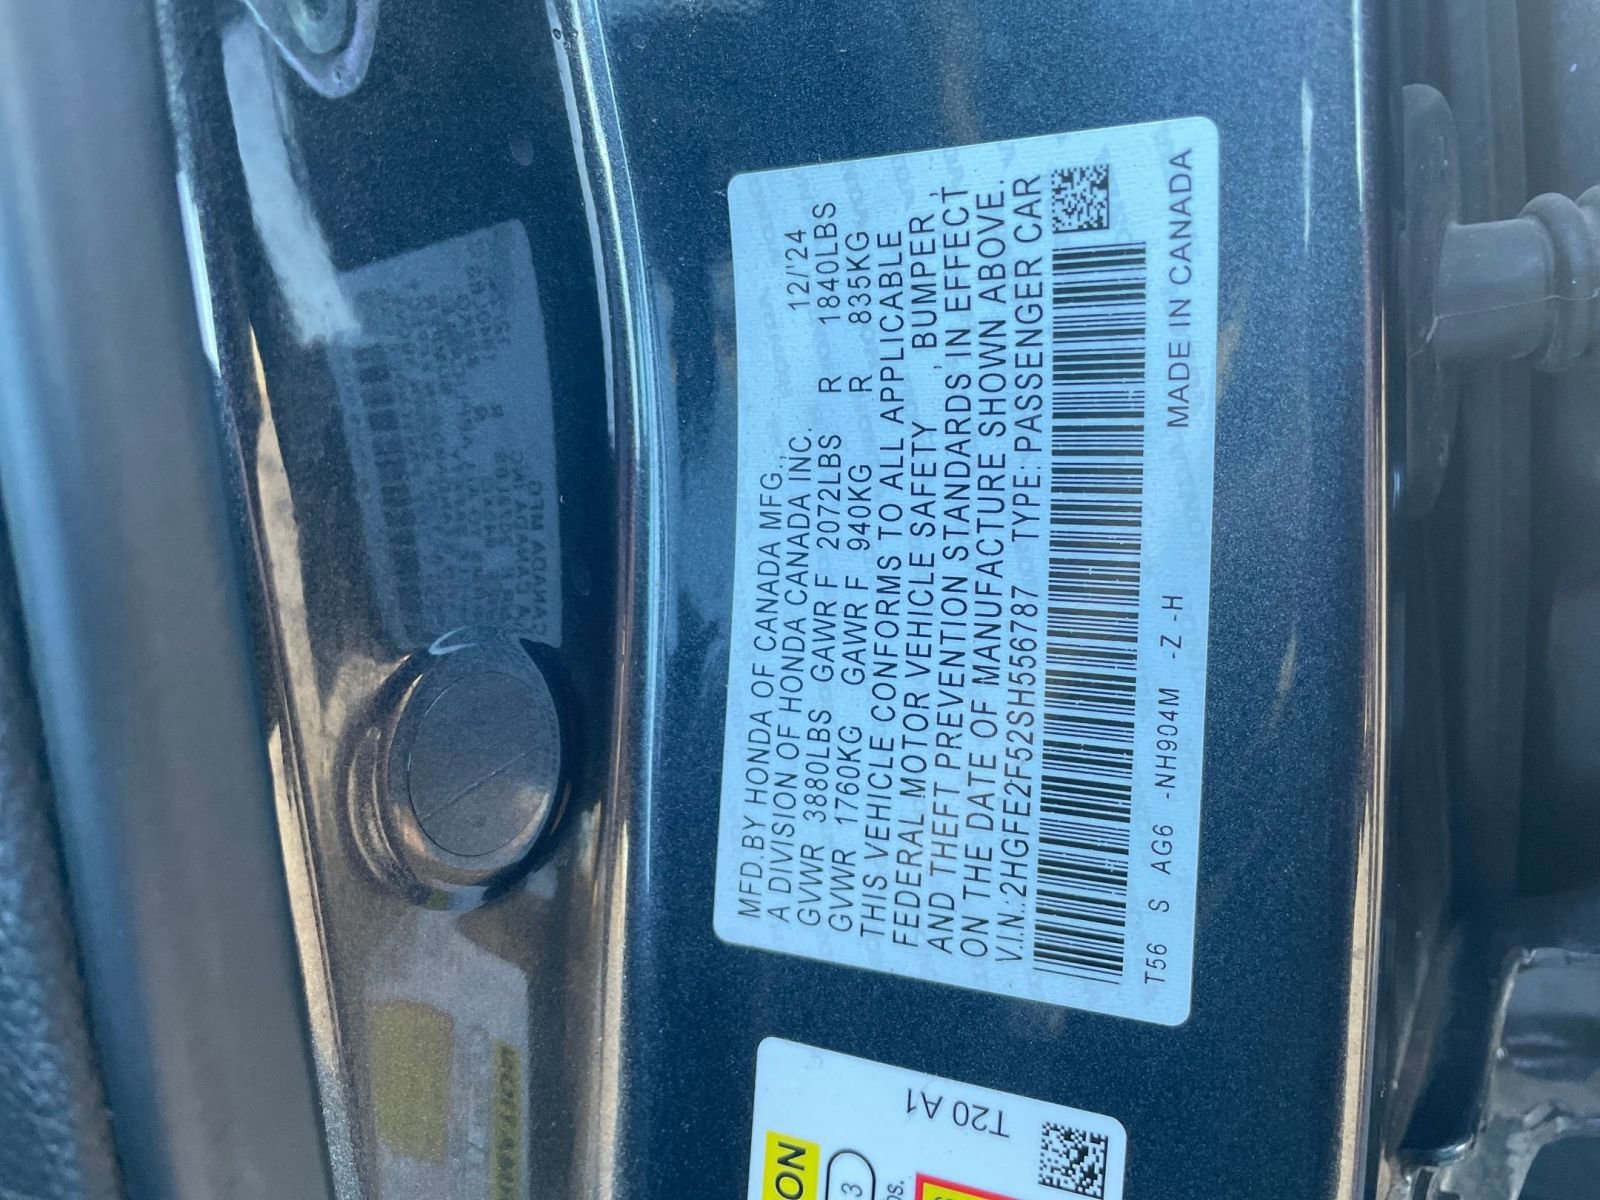 MFD.BY HONDA OF CANADA MFG.,
A DIVISION OF HONDA CANADA INC. 12/'24
GVWR 3880LBS GAWR F 2072LBS R 1840LBS
GVWR 1760KG GAWR F 940KG R 835KG
THIS VEHICLE CONFORMS TO ALL APPLICABLE
FEDERAL MOTOR VEHICLE SAFETY, BUMPER,
AND THEFT PREVENTION STANDARDS IN EFFECT
ON THE DATE OF MANUFACTURE SHOWN ABOVE.
V.I.N.:2HGFE2F52SH556787 TYPE: PASSENGER CAR
T56 S AG6 -NH904M -Z -H MADE IN CANADA
T20 A1
ON
3